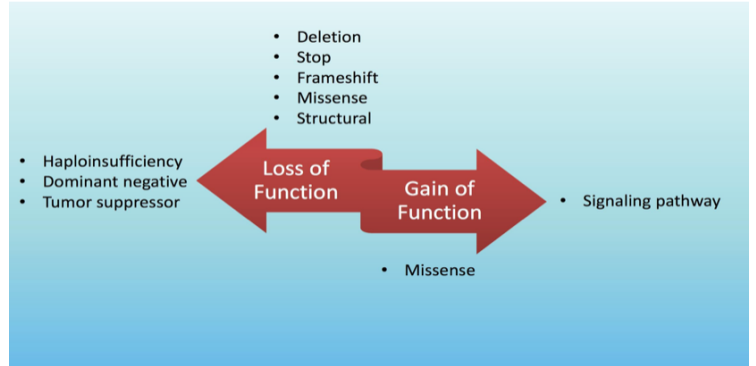 • Deletion
• Stop
• Frameshift
• Missense
• Structural
• Haploinsufficiency
• Dominant negative
• Tumor suppressor
Loss of
Function
Gain of
Function
• Signaling pathway
• Missense